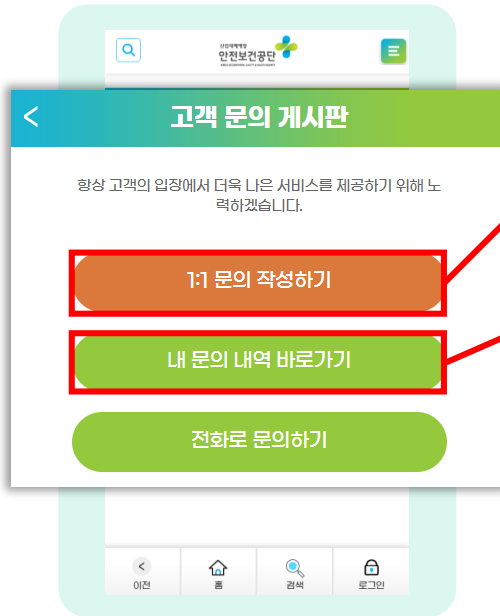 산업재해예방
안전보건공단
고객 문의 게시판
항상 고객의 입장에서 더욱 나은 서비스를 제공하기 위해 노
력하겠습니다.
1:1 문의 작성하기
내 문의 내역 바로가기
전화로 문의하기
이전
홈
검색
로그인